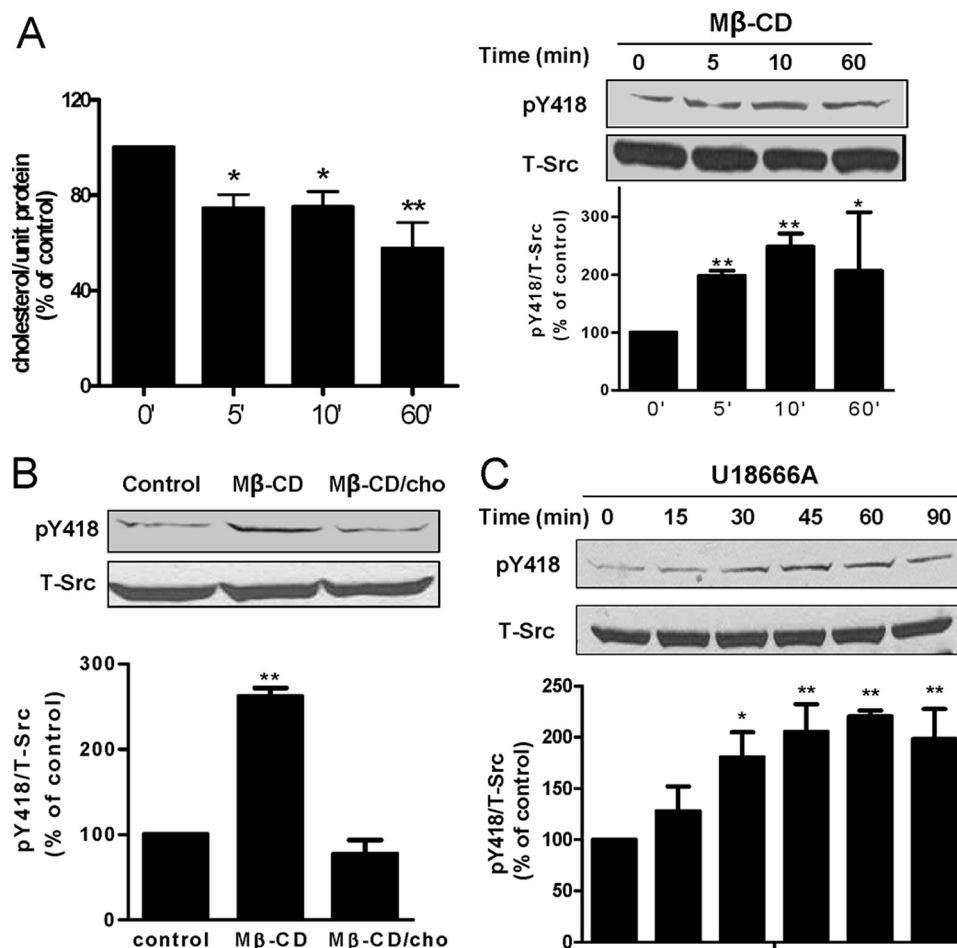 A
cholesterol/unit protein
(% of control)
120
80
40
0
*
*
**
0'
5'
10'
60'
Mβ-CD
Time (min) 0 5 10 60
pY418
T-Src
pY418/T-Src
(% of control)
300
200
100
0
**
**
*
0'
5'
10'
60'
B
Control Mβ-CD Mβ-CD/cho
pY418
T-Src
pY418/T-Src
(% of control)
300
200
100
0
**
control Mβ-CD Mβ-CD/cho
C
U18666A
Time (min) 0 15 30 45 60 90
pY418
T-Src
pY418/T-Src
(% of control)
250
200
150
100
50
0
*
**
**
**